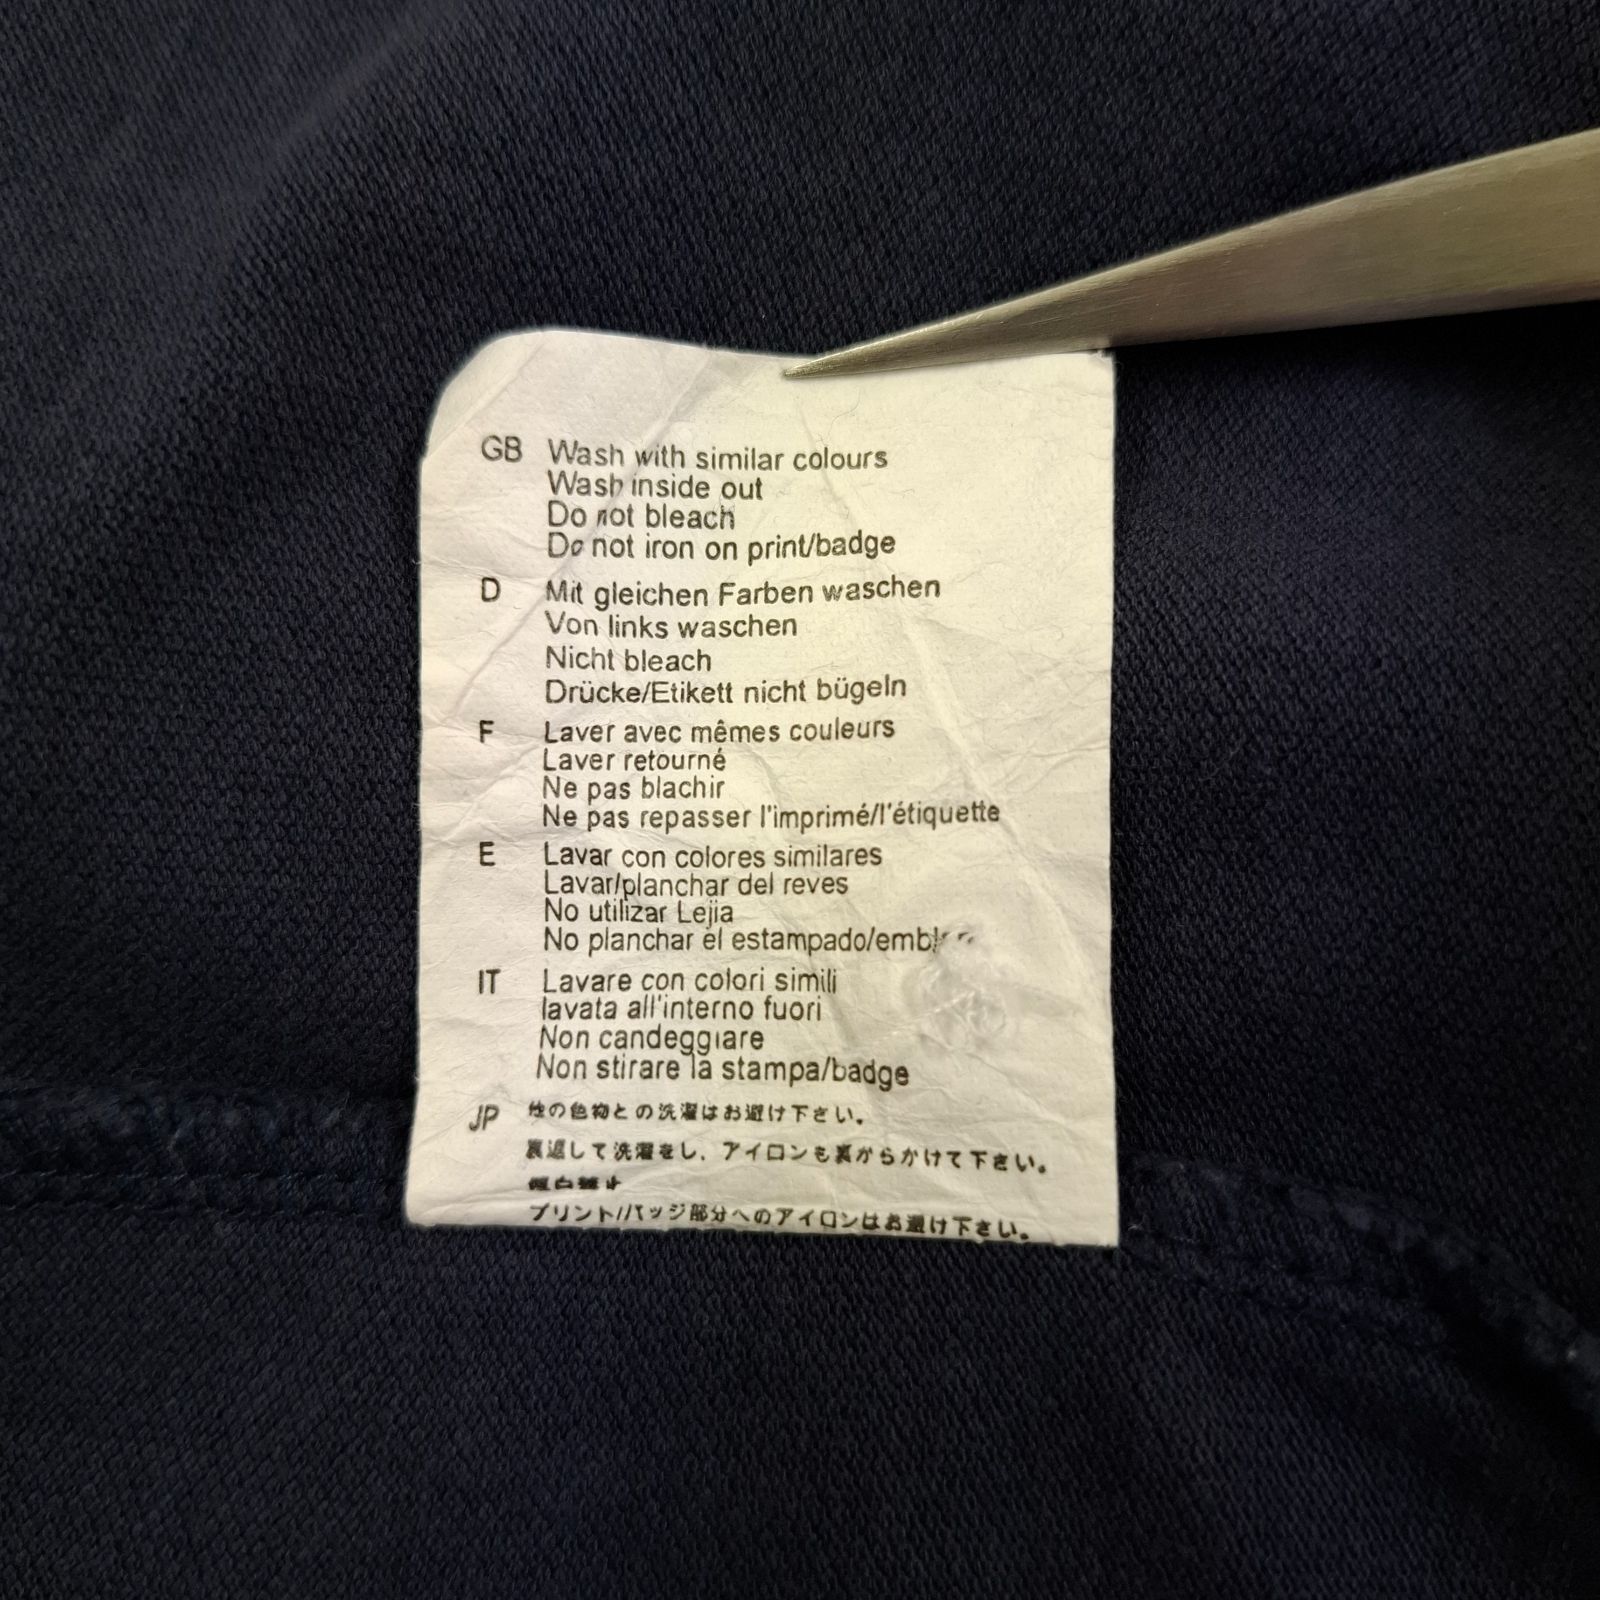 GB Wash with similar colours
Wash inside out
Do not bleach
Do not iron on print/badge
D Mit gleichen Farben waschen
Von links waschen
Nicht bleach
Drücke/Etikett nicht bügeln
F Laver avec mêmes couleurs
Laver retourné
Ne pas blachir
Ne pas repasser l'imprimé/l'étiquette
E Lavar con colores similares
Lavar/planchar del reves
No utilizar Lejia
No planchar el
IT Lavare con colori simili
lavata all'interno fuori
Non candeggiare
Non stirare la stampa/badge
JP 他の色物との洗濯はお避け下さい。
裏返して洗濯をし、アイロンも裏からかけて下さい。
プリント/バッジ部分へのアイロンはお避け下さい。